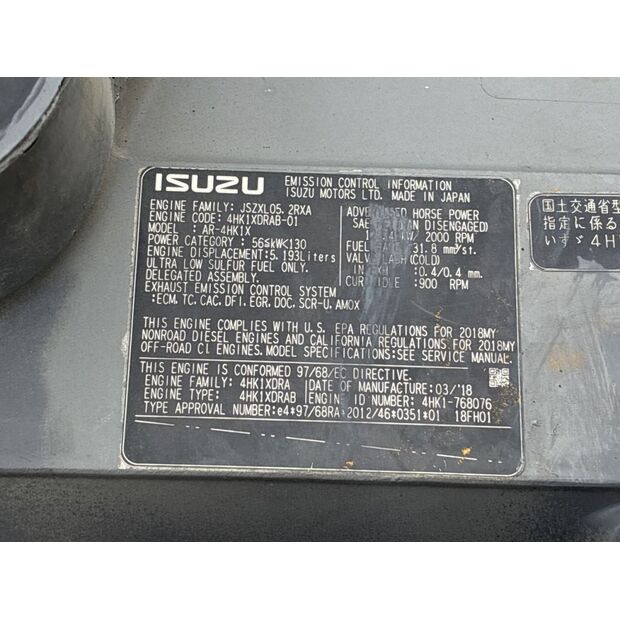 ISUZU
EMISSION CONTROL INFORMATION
ISUZU MOTORS LTD. MADE IN JAPAN
ENGINE FAMILY: JSZXL05.2RXA
ENGINE CODE: 4HK1XDRAB-01
MODEL : AR-4HK1X
POWER CATEGORY : 56≤kW<130
ENGINE DISPLACEMENT:5.193Liters
ULTRA LOW SULFUR FUEL ONLY.
DELEGATED ASSEMBLY.
EXHAUST EMISSION CONTROL SYSTEM
:ECM, TC, CAC, DFI, EGR, DOC, SCR-U, AMOX
HORSE POWER
DISENGAGED)
2000 RPM
FUEL 31.8 mm³/st.
(COLD)
0.4/0.4 mm.
:900 RPM
THIS ENGINE COMPLIES WITH U.S. EPA REGULATIONS FOR 2018MY
NONROAD DIESEL ENGINES AND CALIFORNIA REGULATIONS FOR 2018MY
OFF-ROAD CI ENGINES. MODEL SPECIFICATIONS:SEE SERVICE MANUAL.
THIS ENGINE IS CONFORMED 97/68/EC DIRECTIVE.
ENGINE FAMILY: 4HK1XDRA DATE OF MANUFACTURE:03/'18
ENGINE TYPE: 4HK1XDRAB ENGINE ID NUMBER: 4HK1-768076
TYPE APPROVAL NUMBER:e4*97/68RA*2012/46*0351*01 18FH01
国土交通省型
指定に係る
いすゞ4H